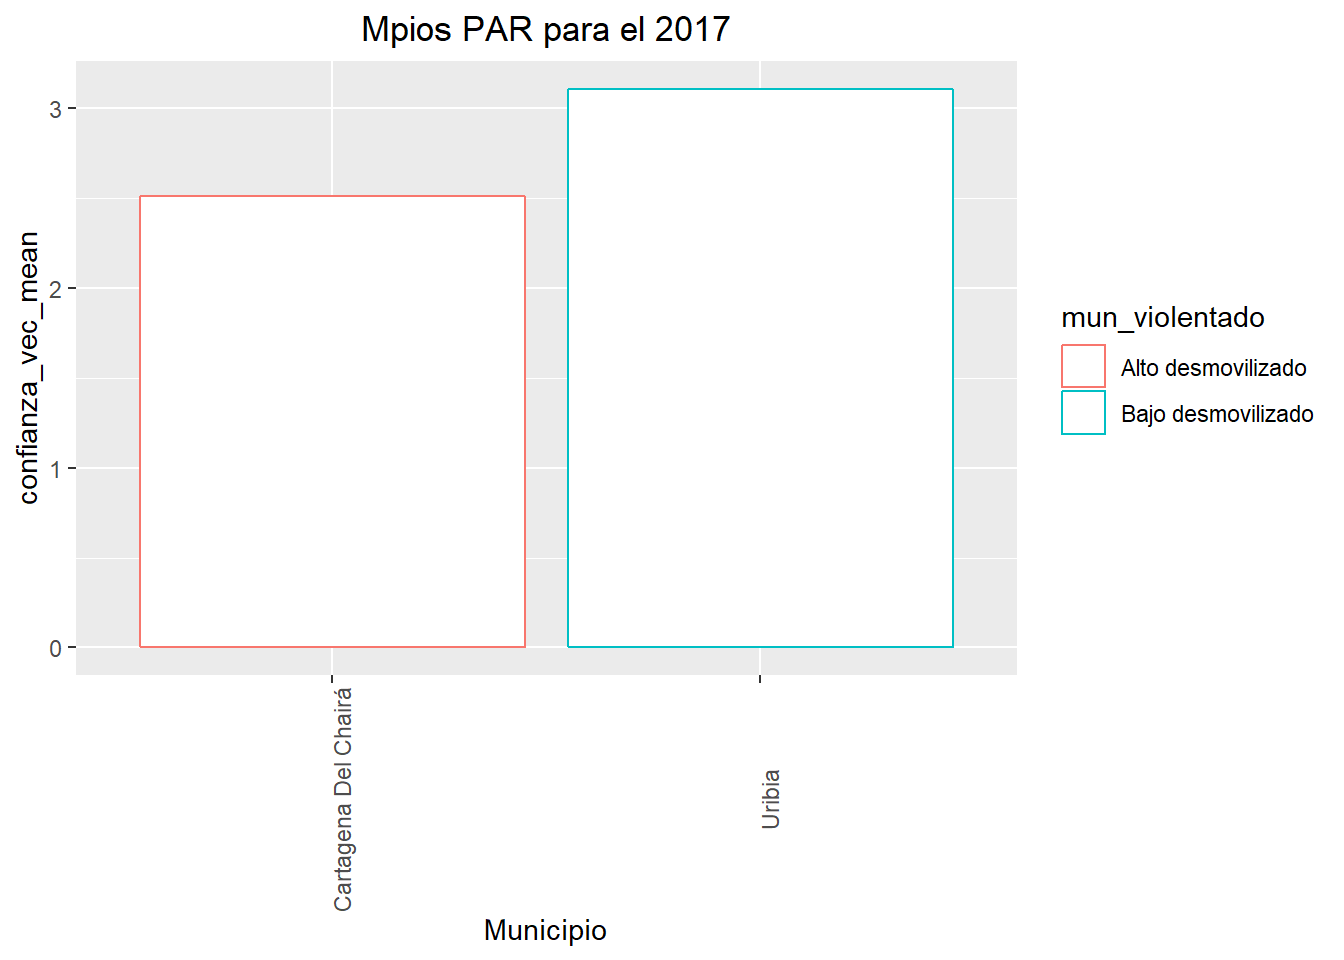 Mpios PAR para el 2017
confianza_vec_mean
3
2
1
0
Cartagena Del Chairá
Uribia
Municipio
mun_violentado
Alto desmovilizado
Bajo desmovilizado